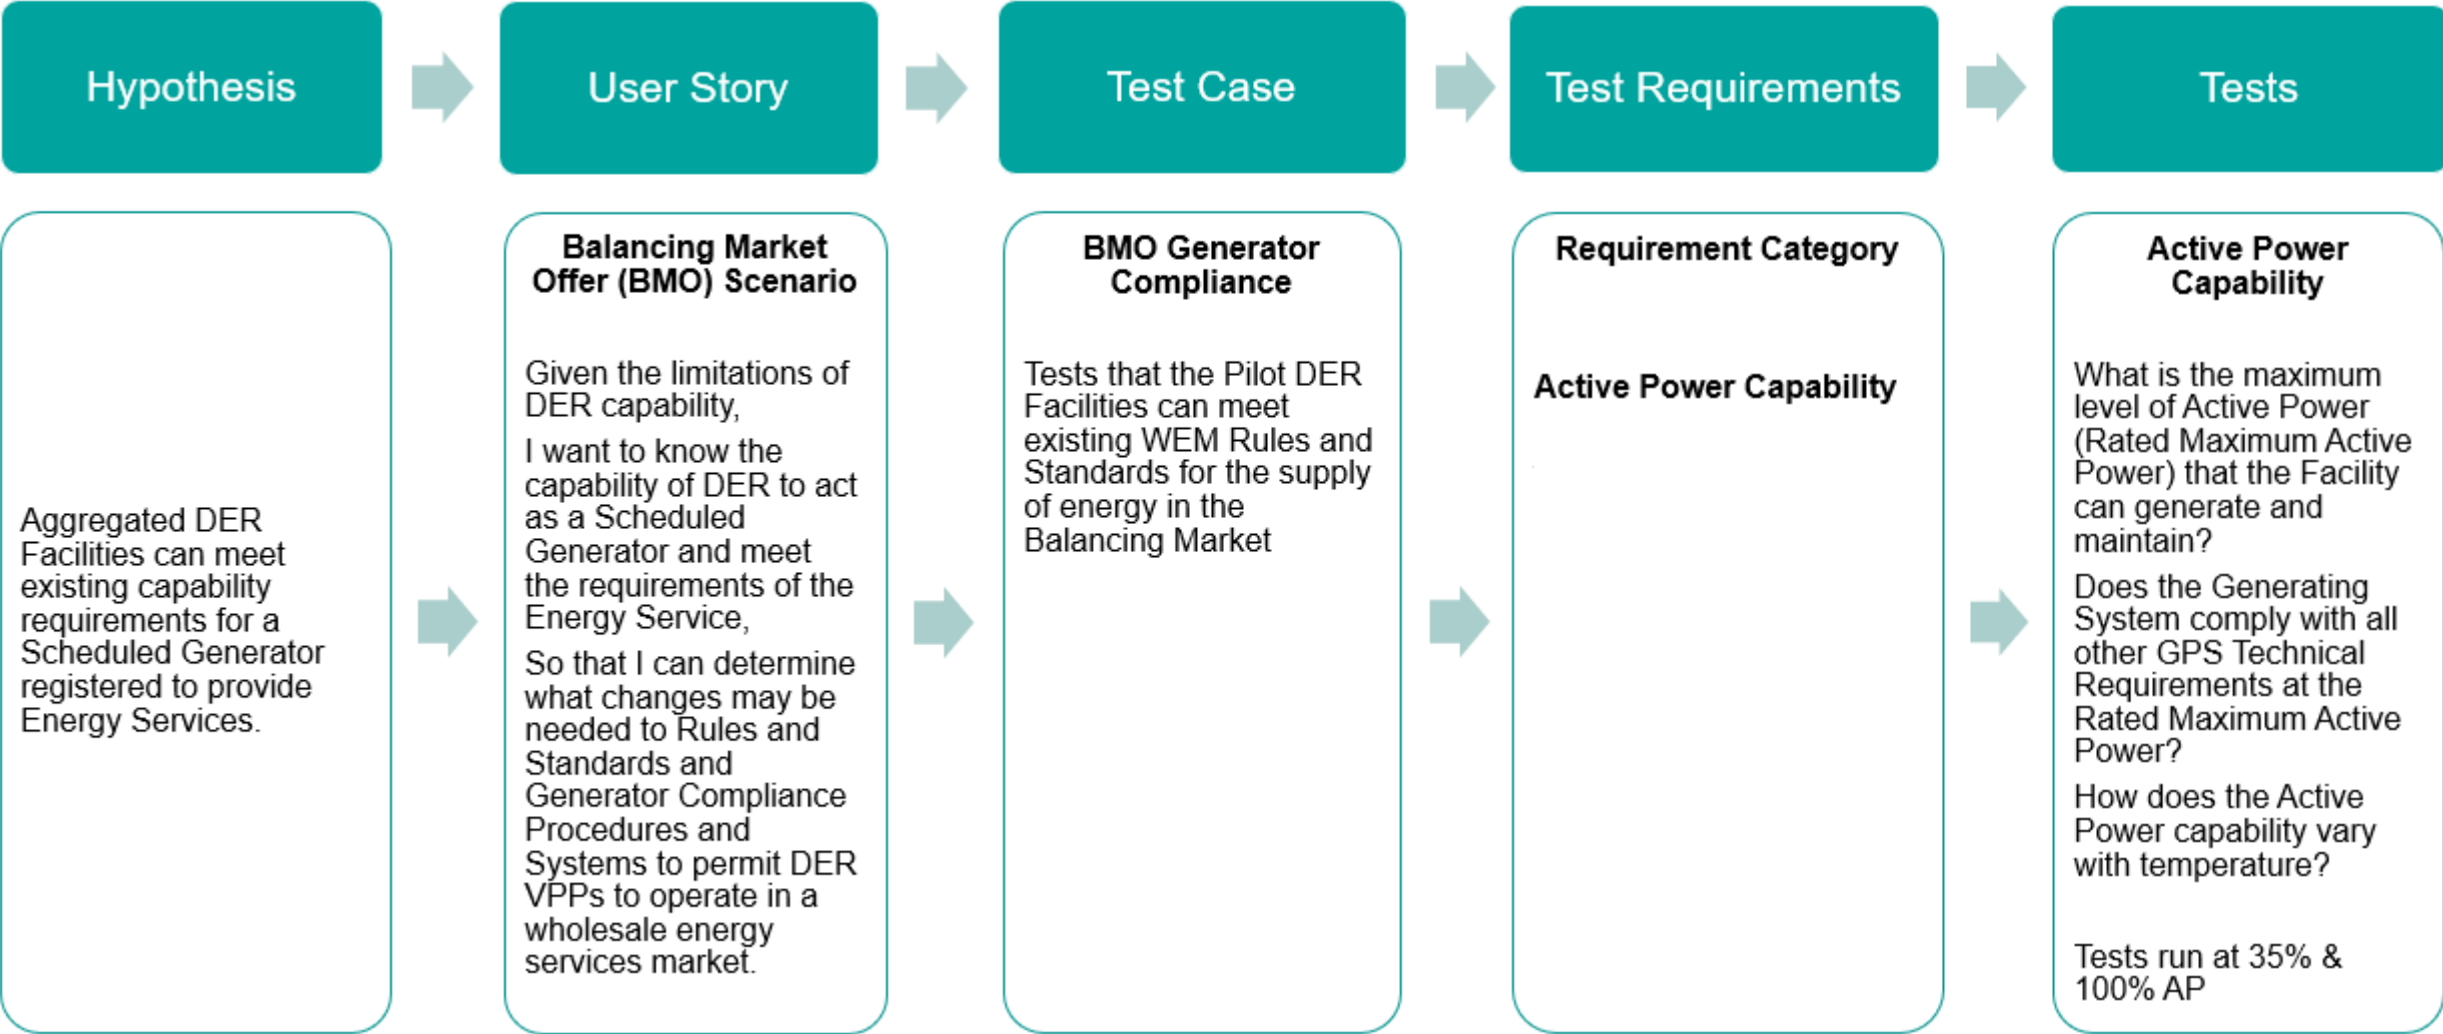 Hypothesis
User Story
Test Case
Test Requirements
Tests
Aggregated DER
Facilities can meet
existing capability
requirements for a
Scheduled Generator
registered to provide
Energy Services.
Balancing Market
Offer (BMO) Scenario
Given the limitations of
DER capability,
I want to know the
capability of DER to act
as a Scheduled
Generator and meet
the requirements of the
Energy Service,
So that I can determine
what changes may be
needed to Rules and
Standards and
Generator Compliance
Procedures and
Systems to permit DER
VPPs to operate in a
wholesale energy
services market.
BMO Generator
Compliance
Tests that the Pilot DER
Facilities can meet
existing WEM Rules and
Standards for the supply
of energy in the
Balancing Market
Requirement Category
Active Power Capability
Active Power
Capability
What is the maximum
level of Active Power
(Rated Maximum Active
Power) that the Facility
can generate and
maintain?
Does the Generating
System comply with all
other GPS Technical
Requirements at the
Rated Maximum Active
Power?
How does the Active
Power capability vary
with temperature?
Tests run at 35% &
100% AP